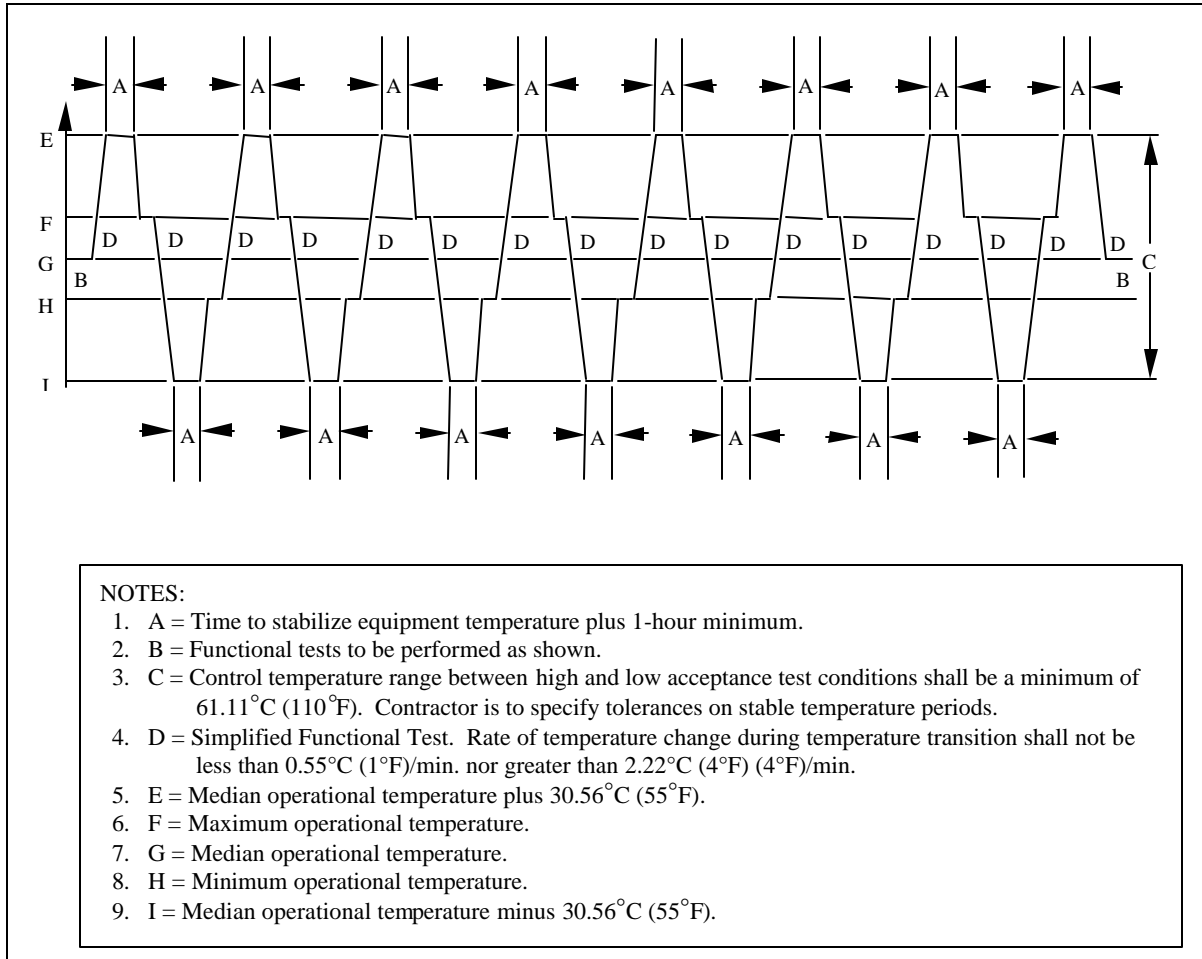 A A A A A A A A
E
F
D D D D D D D D D D D D D D D D
G C
B B
H
I
A A A A A A A
NOTES:
1. A = Time to stabilize equipment temperature plus 1-hour minimum.
2. B = Functional tests to be performed as shown.
3. C = Control temperature range between high and low acceptance test conditions shall be a minimum of
61.11°C (110°F). Contractor is to specify tolerances on stable temperature periods.
4. D = Simplified Functional Test. Rate of temperature change during temperature transition shall not be
less than 0.55°C (1°F)/min. nor greater than 2.22°C (4°F) (4°F)/min.
5. E = Median operational temperature plus 30.56°C (55°F).
6. F = Maximum operational temperature.
7. G = Median operational temperature.
8. H = Minimum operational temperature.
9. I = Median operational temperature minus 30.56°C (55°F).